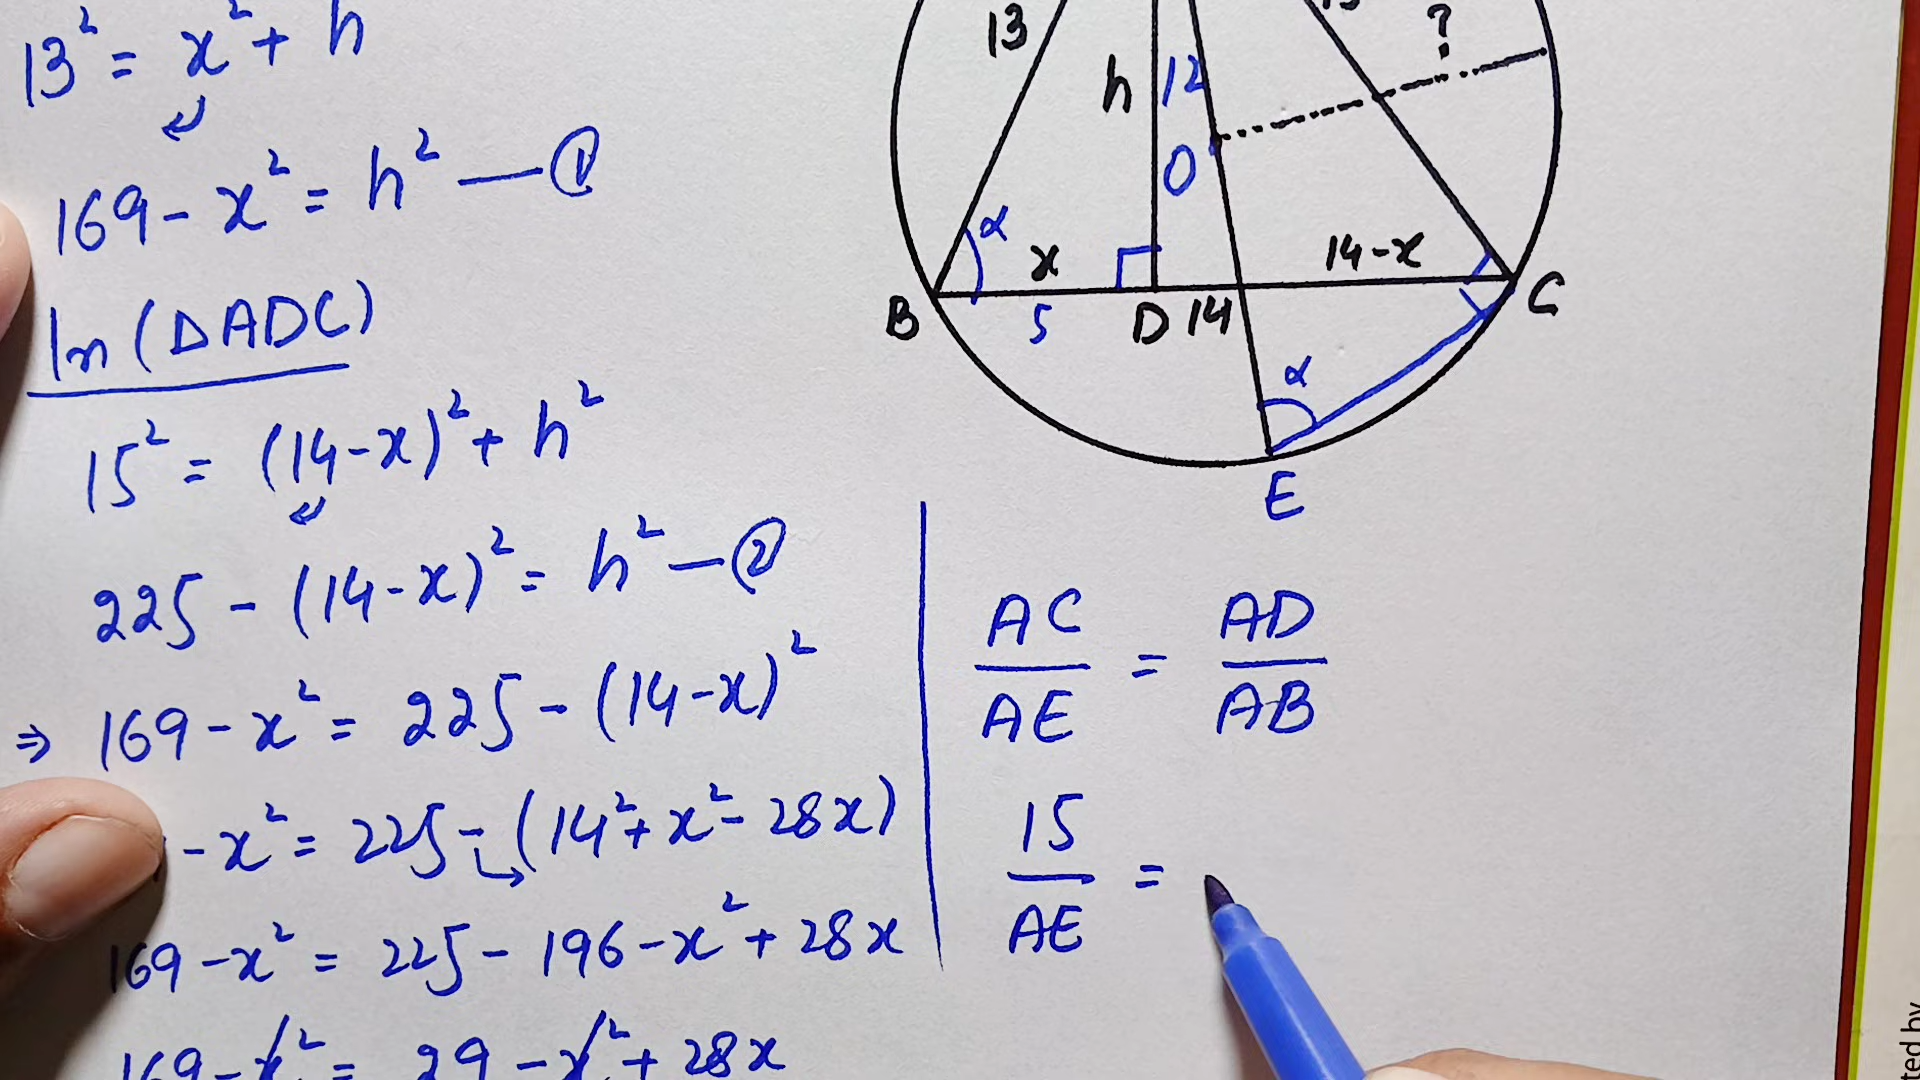 13² = x² + h
169 - x² = h² — ①
In (ΔADC)
15² = (14-x)² + h²
225 - (14-x)² = h² — ②
⇒ 169 - x² = 225 - (14-x)²
- x² = 225 - (14² + x² - 28x)
169 - x² = 225 - 196 - x² + 28x
169 - x² = 29 - x² + 28x
13
h 12
?
O
α
x
14-x
B
5
D 14
C
α
E
AC/AE = AD/AB
15/AE =
ted by